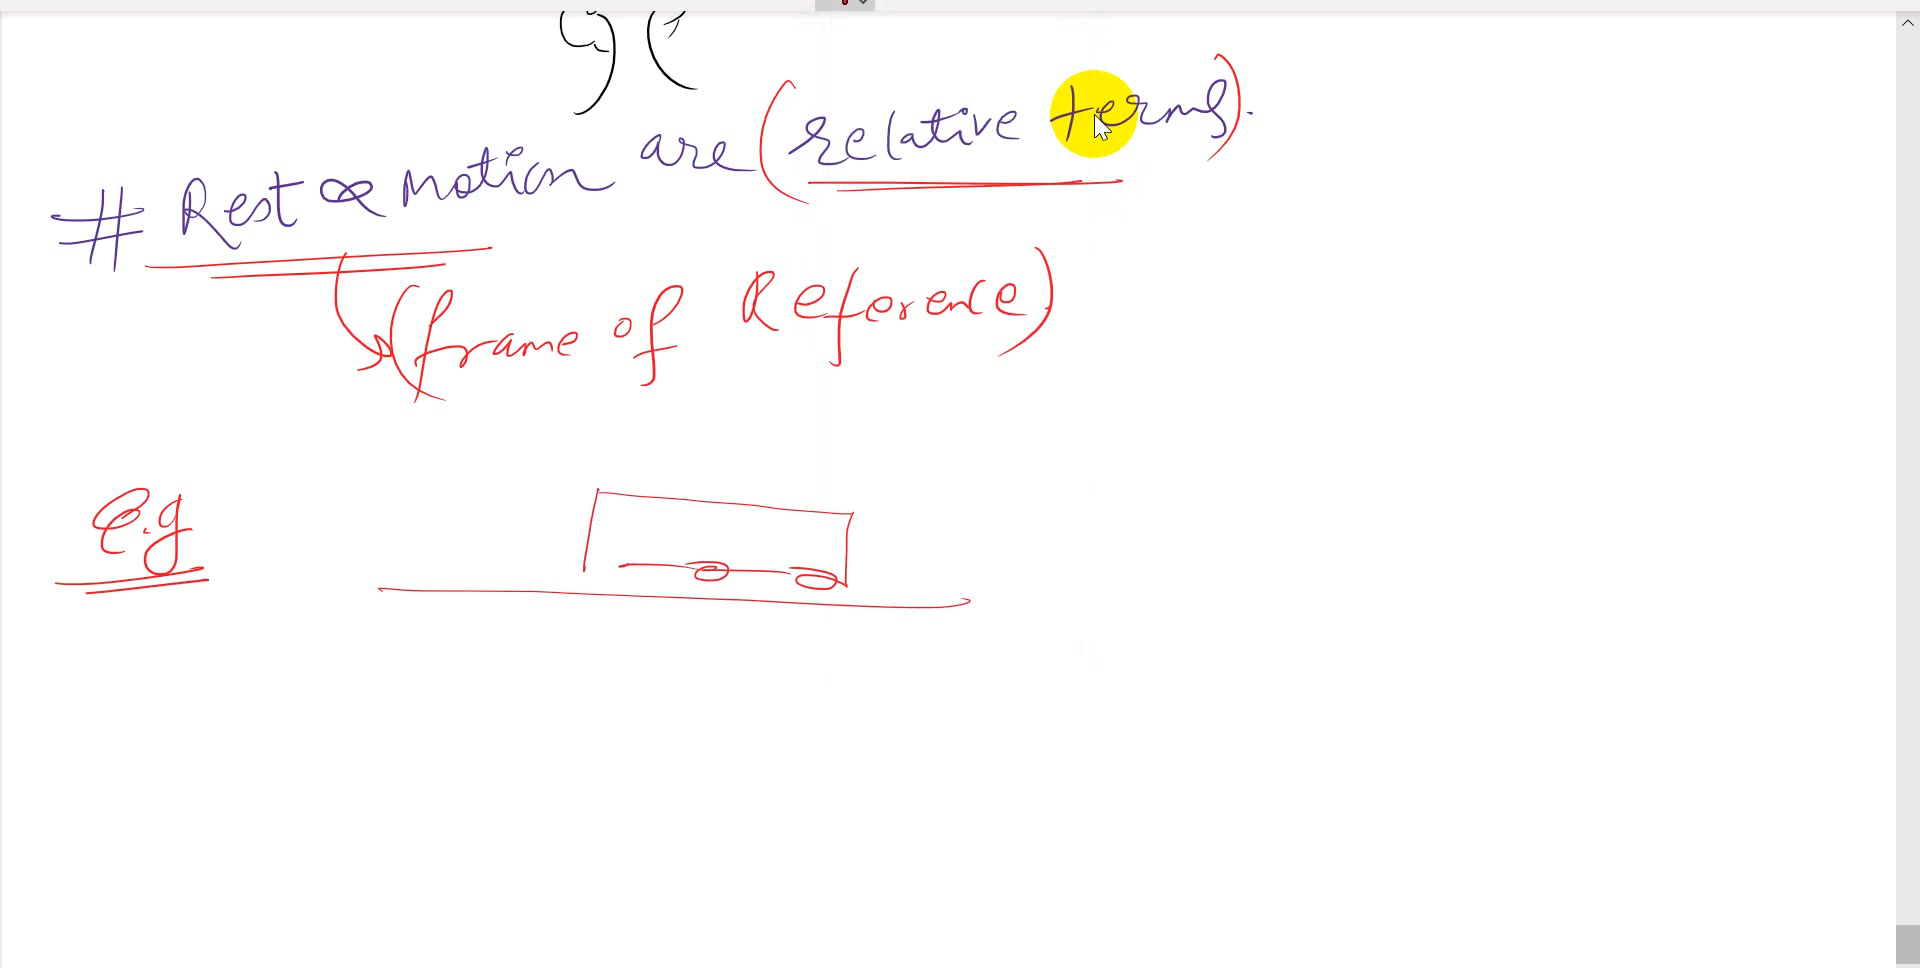 # Rest & Motion are (relative terms).
(frame of Reference)
e.g